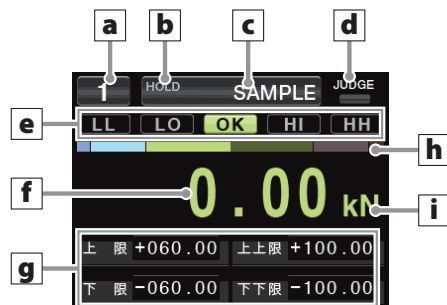 a b c d
1 HOLD SAMPLE JUDGE
e LL LO OK HI HH
h
f 0.00 kN i
g 上 限 +060.00 上上限 +100.00
下 限 -060.00 下下限 -100.00